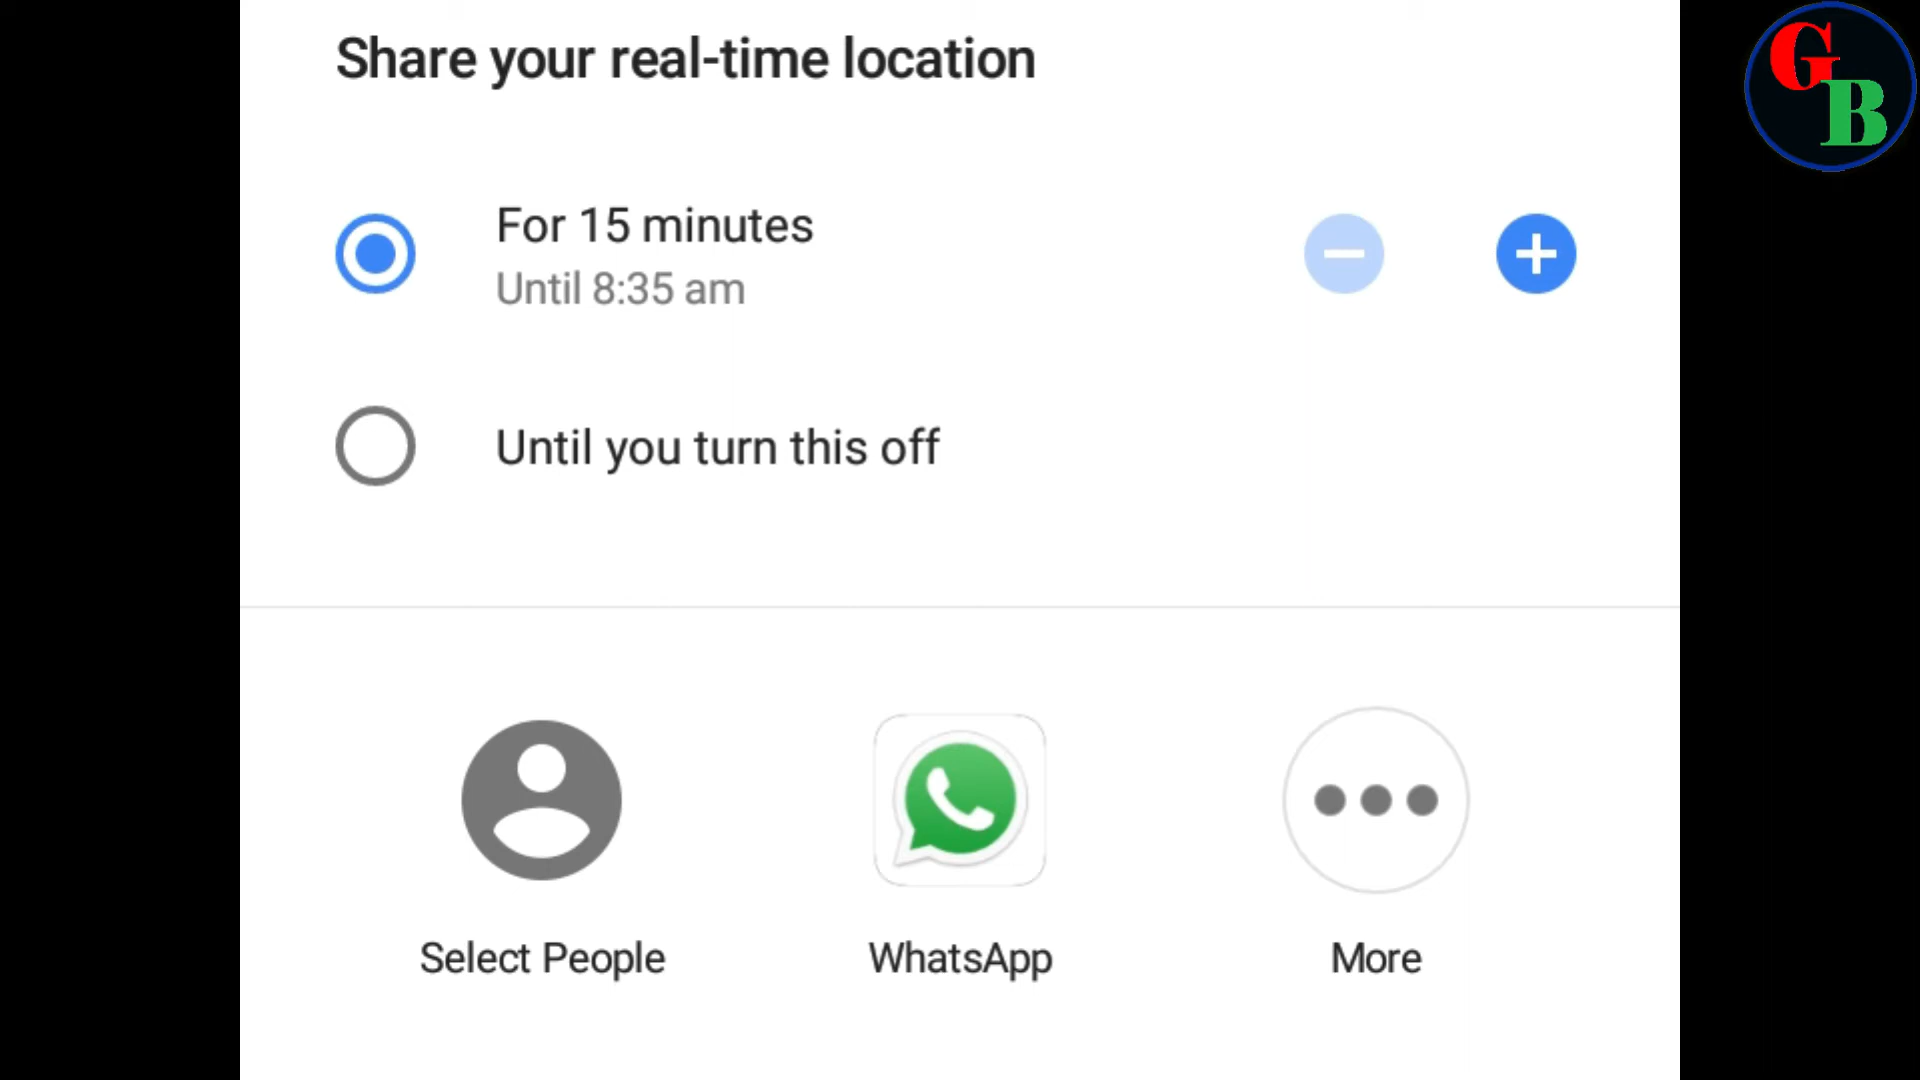 Share your real-time location
For 15 minutes
Until 8:35 am
Until you turn this off
Select People
WhatsApp
More
GB